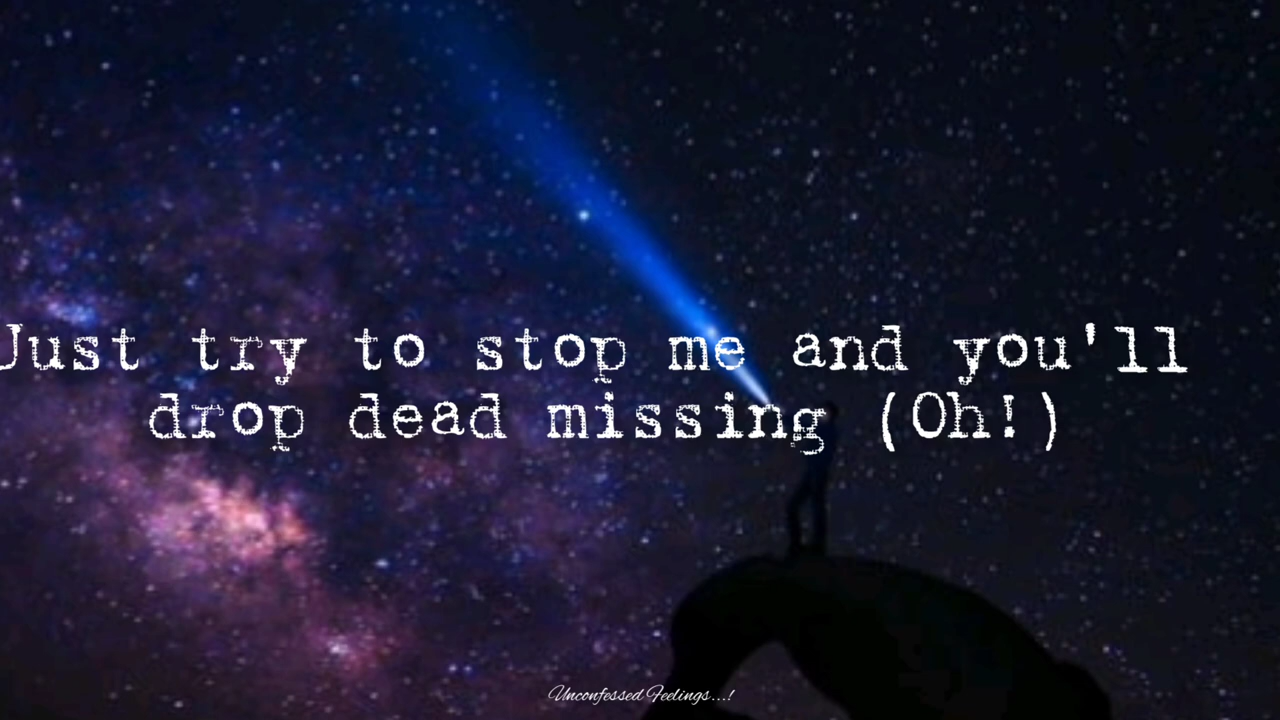 Just try to stop me and you'll
drop dead missing (Oh!)
Unconfessed Feelings...!